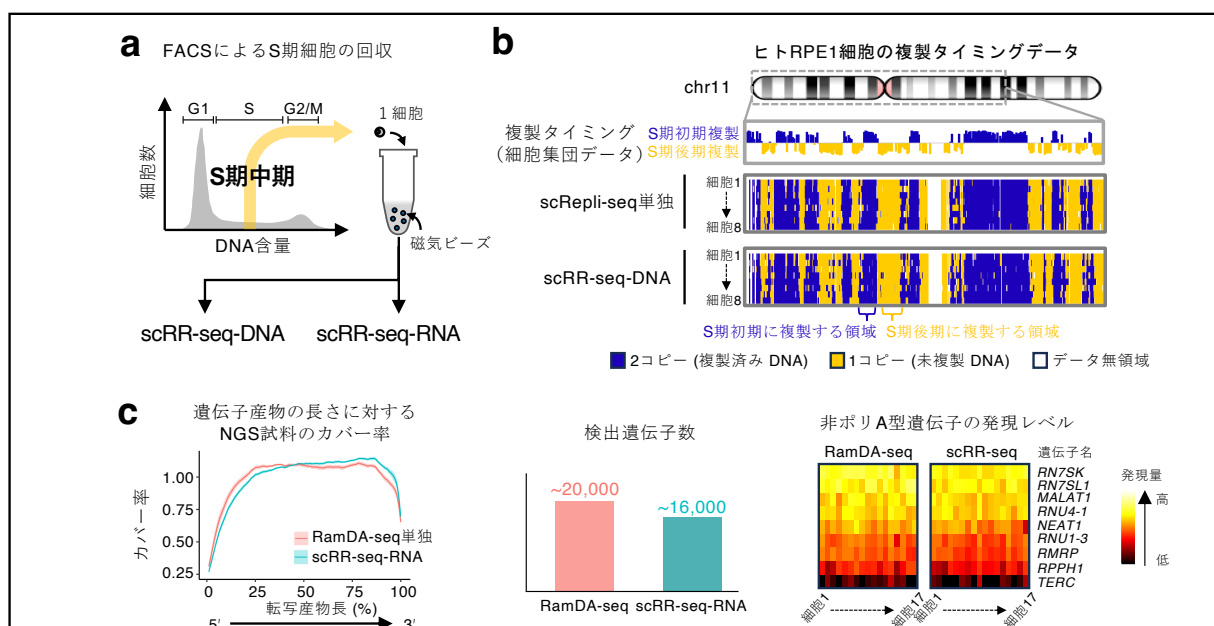 a
FACSによるS期細胞の回収
G1
S
G2/M
1 細胞
細胞数
S期中期
DNA含量
磁気ビーズ
scRR-seq-DNA
scRR-seq-RNA
b
ヒトRPE1細胞の複製タイミングデータ
chr11
複製タイミング
(細胞集団データ)
S期初期複製
S期後期複製
scRepli-seq単独
細胞1
細胞8
scRR-seq-DNA
細胞1
細胞8
S期初期に複製する領域
S期後期に複製する領域
2コピー (複製済み DNA)
1コピー (未複製 DNA)
データ無領域
c
遺伝子産物の長さに対する
NGS試料のカバー率
カバー率
1.00
0.75
0.50
0.25
RamDA-seq単独
scRR-seq-RNA
0
25
50
75
100
転写産物長 (%)
5′
3′
検出遺伝子数
~20,000
~16,000
RamDA-seq
scRR-seq-RNA
非ポリA型遺伝子の発現レベル
RamDA-seq
scRR-seq
遺伝子名
RN7SK
RN7SL1
MALAT1
RNU4-1
NEAT1
RNU1-3
RMRP
RPPH1
TERC
発現量
高
低
細胞1
細胞17
細胞1
細胞17